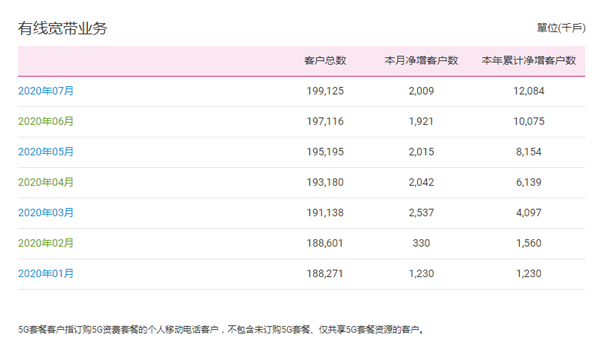 有线宽带业务 單位(千戶)
客户总数 本月净增客户数 本年累计净增客户数
2020年07月 199,125 2,009 12,084
2020年06月 197,116 1,921 10,075
2020年05月 195,195 2,015 8,154
2020年04月 193,180 2,042 6,139
2020年03月 191,138 2,537 4,097
2020年02月 188,601 330 1,560
2020年01月 188,271 1,230 1,230
5G套餐客户指订购5G资费套餐的个人移动电话客户，不包含未订购5G套餐、仅共享5G套餐资源的客户。